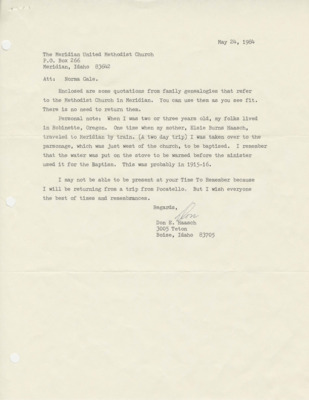 May 24, 1984
The Meridian United Methodist Church
P.O. Box 266
Meridian, Idaho 83642
Att: Norma Gale.
Enclosed are some quotations from family genealogies that refer
to the Methodist Church in Meridian. You can use them as you see fit.
There is no need to return them.
Personal note: When I was two or three years old, my folks lived
in Robinette, Oregon. One time when my mother, Elsie Burns Haasch,
traveled to Meridian by train. [A two day trip] I was taken over to the
parsonage, which was just west of the church, to be baptised. I remember
that the water was put on the stove to be warmed before the minister
used it for the Baptism. This was probably in 1915-16.
I may not be able to be present at your Time To Remember because
I will be returning from a trip from Pocatello. But I wish everyone
the best of times and remembrances.
Regards,
Don
Don B. Haasch
3005 Teton
Boise, Idaho 83705